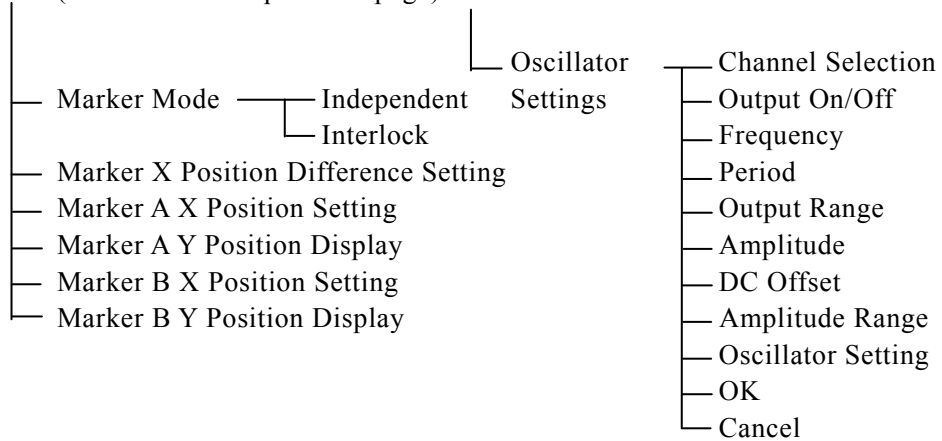 Marker Mode
Independent
Interlock
Marker X Position Difference Setting
Marker A X Position Setting
Marker A Y Position Display
Marker B X Position Setting
Marker B Y Position Display
Oscillator
Settings
Channel Selection
Output On/Off
Frequency
Period
Output Range
Amplitude
DC Offset
Amplitude Range
Oscillator Setting
OK
Cancel